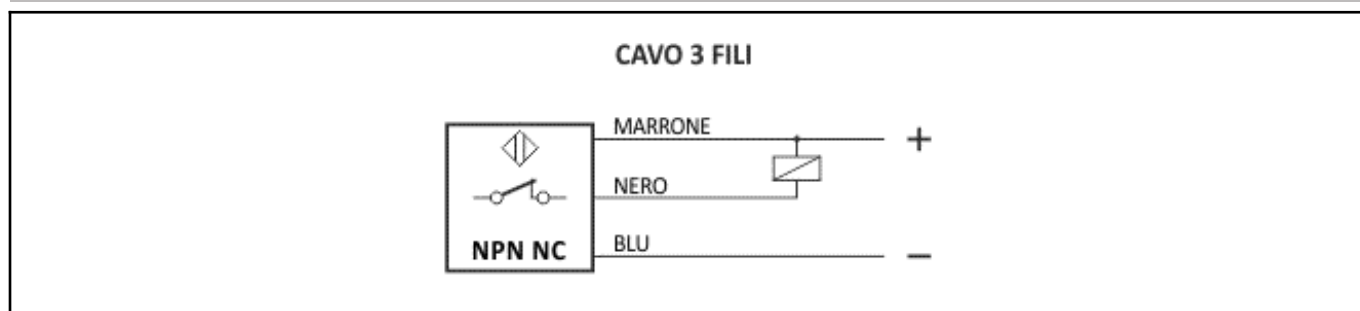 CAVO 3 FILI
MARRONE
+
NERO
NPN NC
BLU
−